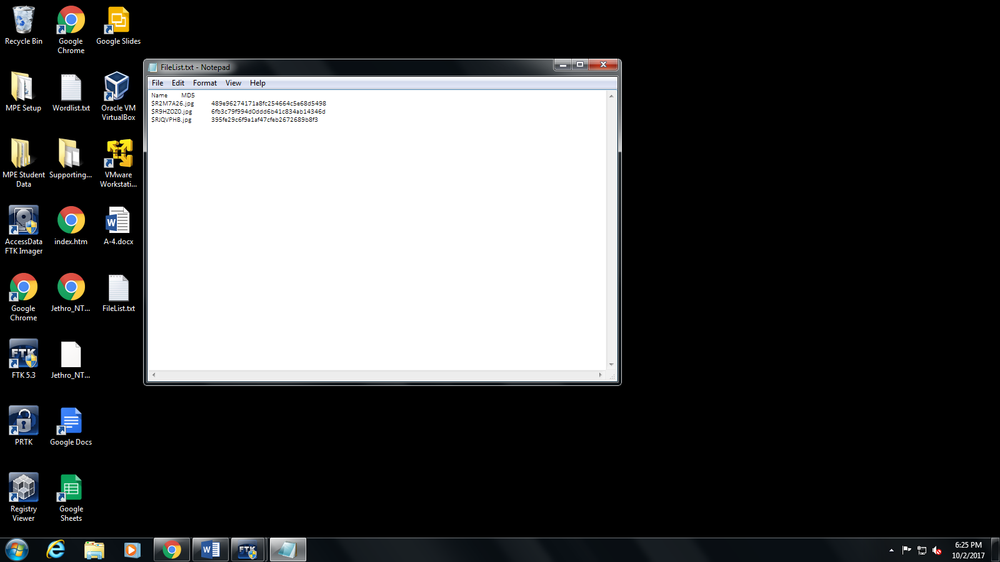 Recycle Bin
Google Chrome
Google Slides
MPE Setup
Wordlist.txt
Oracle VM VirtualBox
MPE Student Data
Supporting...
VMware Workstati...
AccessData FTK Imager
index.htm
A-4.docx
Google Chrome
Jethro_NT...
FileList.txt
FTK
FTK 5.3
Jethro_NT...
PRTK
Google Docs
Registry Viewer
Google Sheets
FileList.txt - Notepad
File Edit Format View Help
Name MD5
$R2M7A26.jpg 489e96274171a8fc254664c5e68d5498
$R9HZOZO.jpg 6fb3c79f994d0ddd6b41c834ab14346d
$RJQVPHB.jpg 395fe29c6f9a1af47cfeb2672689b8f3
FTK
6:25 PM
10/2/2017